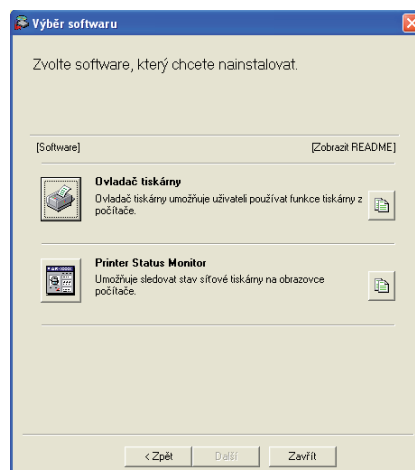 Výběr softwaru
Zvolte software, který chcete nainstalovat.
[Software] [Zobrazit README]
Ovladač tiskárny
Ovladač tiskárny umožňuje uživateli používat funkce tiskárny z
počítače.
Printer Status Monitor
Umožňuje sledovat stav síťové tiskárny na obrazovce
počítače.
< Zpět Další Zavřít